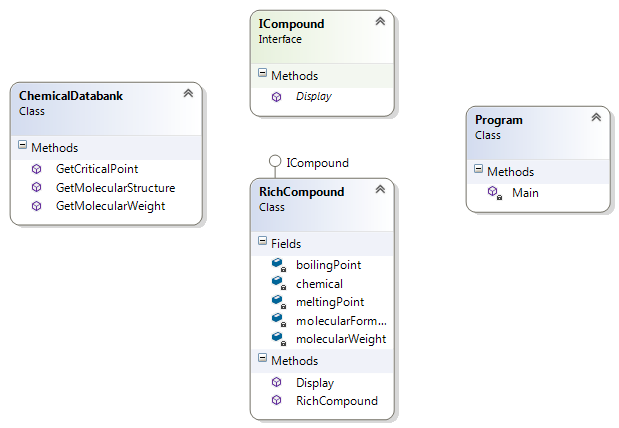 ICompound
Interface
Methods
Display
ChemicalDatabank
Class
Methods
GetCriticalPoint
GetMolecularStructure
GetMolecularWeight
Program
Class
Methods
Main
ICompound
RichCompound
Class
Fields
boilingPoint
chemical
meltingPoint
molecularForm...
molecularWeight
Methods
Display
RichCompound